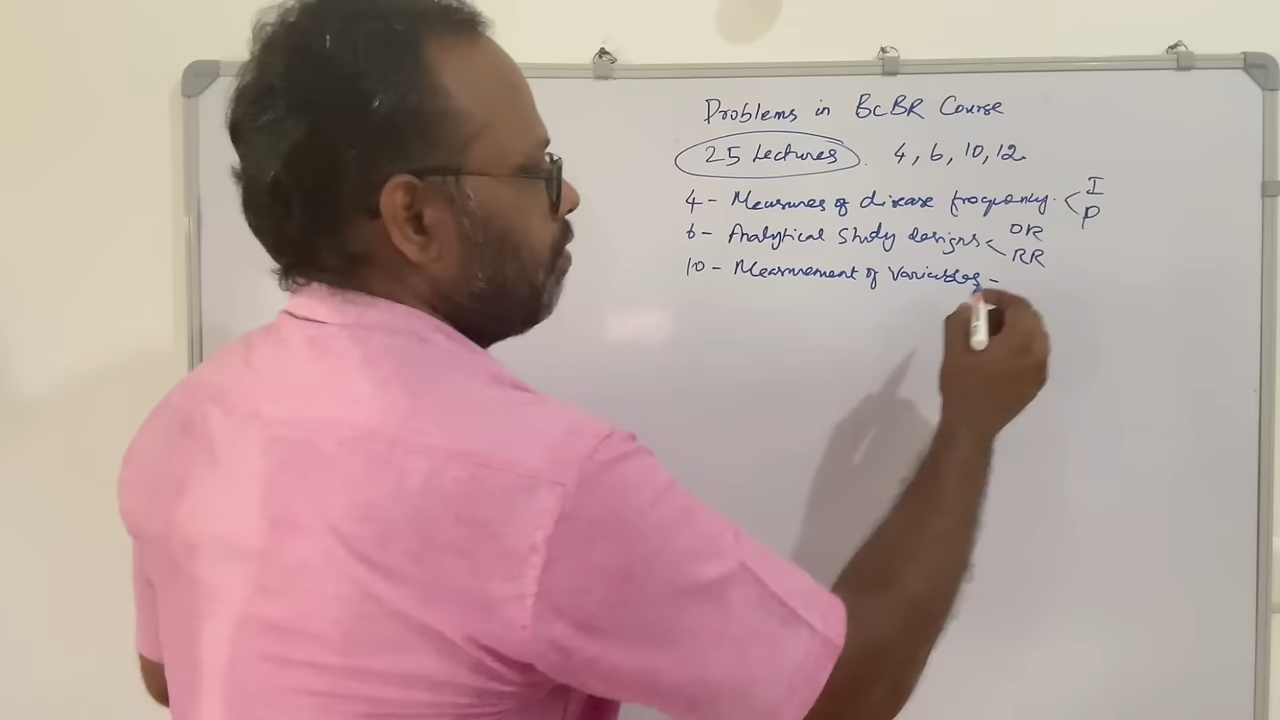 Problems in BCBR Course
25 Lectures . 4, 6, 10, 12.
4 - Measures of disease frequency. < I
P
6 - Analytical Study designs < OR
RR
10 - Measurement of Variables -